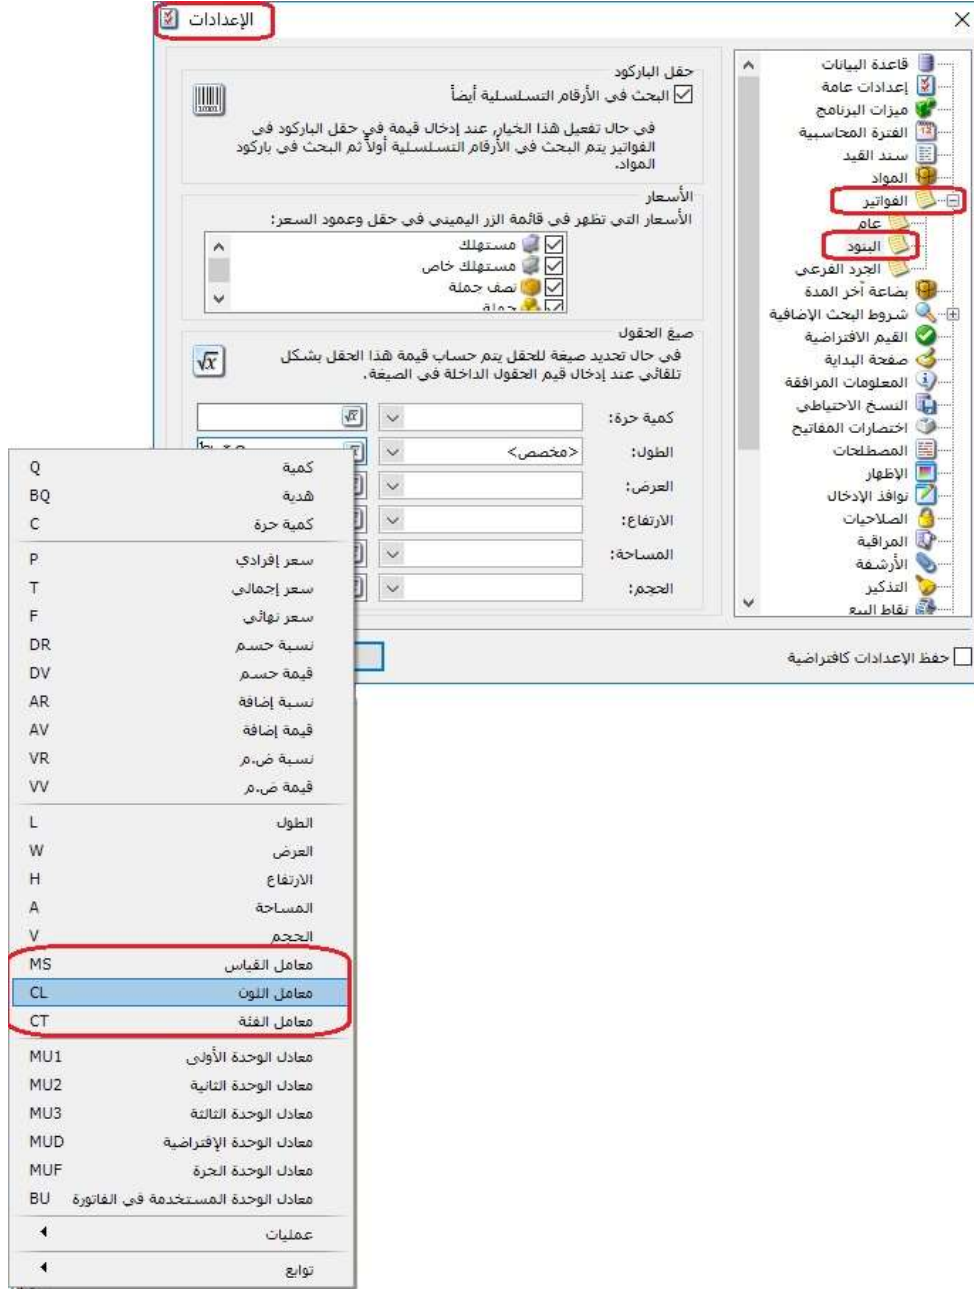 الإعدادات
قاعدة البيانات
إعدادات عامة
ميزات البرنامج
الفترة المحاسبية
سند القيد
المواد
الفواتير
عام
البنود
الجرد الفرعي
بضاعة آخر المدة
شروط البحث الإضافية
القيم الافتراضية
صفحة البداية
المعلومات المرافقة
النسخ الاحتياطي
اختصارات المفاتيح
المصطلحات
الإظهار
نوافذ الإدخال
الصلاحيات
المراقبة
الأرشفة
التذكير
نقاط البيع
حقل الباركود
البحث في الأرقام التسلسلية أيضاً
في حال تفعيل هذا الخيار، عند إدخال قيمة في حقل الباركود في
الفواتير يتم البحث في الأرقام التسلسلية أولاً ثم البحث في باركود
المواد.
الأسعار
الأسعار التي تظهر في قائمة الزر اليميني في حقل وعمود السعر:
مستهلك
مستهلك خاص
نصف جملة
جملة
صيغ الحقول
في حال تحديد صيغة للحقل يتم حساب قيمة هذا الحقل بشكل
تلقائي عند إدخال قيم الحقول الداخلة في الصيغة.
كمية حرة:
الطول: <مخصص>
العرض:
الارتفاع:
المساحة:
الحجم:
حفظ الإعدادات كافتراضية
كمية Q
هدية BQ
كمية حرة C
سعر إفرادي P
سعر إجمالي T
سعر نهائي F
نسبة حسم DR
قيمة حسم DV
نسبة إضافة AR
قيمة إضافة AV
نسبة ض.م VR
قيمة ض.م VV
الطول L
العرض W
الارتفاع H
المساحة A
الحجم V
معامل القياس MS
معامل اللون CL
معامل الفئة CT
معادل الوحدة الأولى MU1
معادل الوحدة الثانية MU2
معادل الوحدة الثالثة MU3
معادل الوحدة الإفتراضية MUD
معادل الوحدة الحرة MUF
معادل الوحدة المستخدمة في الفاتورة BU
عمليات
توابع